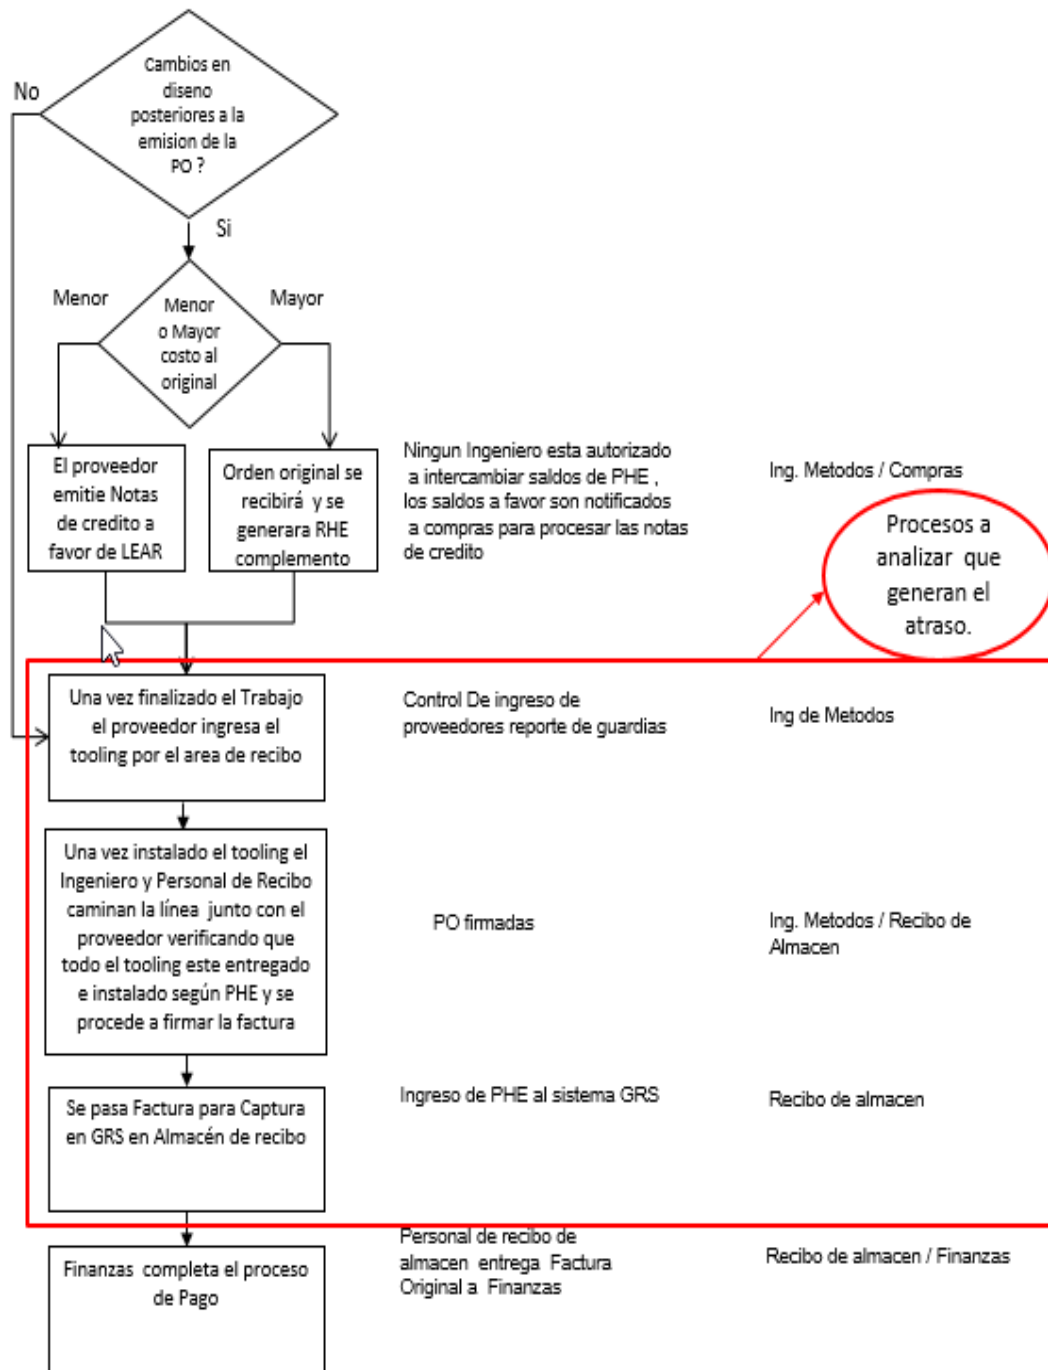 Cambios en
diseno
posteriores a la
emision de la
PO ?
No
Si
Menor
Mayor
Menor
o Mayor
costo al
original
El proveedor
emitie Notas
de credito a
favor de LEAR
Orden original se
recibirá y se
generara RHE
complemento
Ningun Ingeniero esta autorizado
a intercambiar saldos de PHE ,
los saldos a favor son notificados
a compras para procesar las notas
de credito
Ing. Metodos / Compras
Procesos a
analizar que
generan el
atraso.
Una vez finalizado el Trabajo
el proveedor ingresa el
tooling por el area de recibo
Control De ingreso de
proveedores reporte de guardias
Ing de Metodos
Una vez instalado el tooling el
Ingeniero y Personal de Recibo
caminan la línea junto con el
proveedor verificando que
todo el tooling este entregado
e instalado según PHE y se
procede a firmar la factura
PO firmadas
Ing. Metodos / Recibo de
Almacen
Se pasa Factura para Captura
en GRS en Almacén de recibo
Ingreso de PHE al sistema GRS
Recibo de almacen
Finanzas completa el proceso
de Pago
Personal de recibo de
almacen entrega Factura
Original a Finanzas
Recibo de almacen / Finanzas